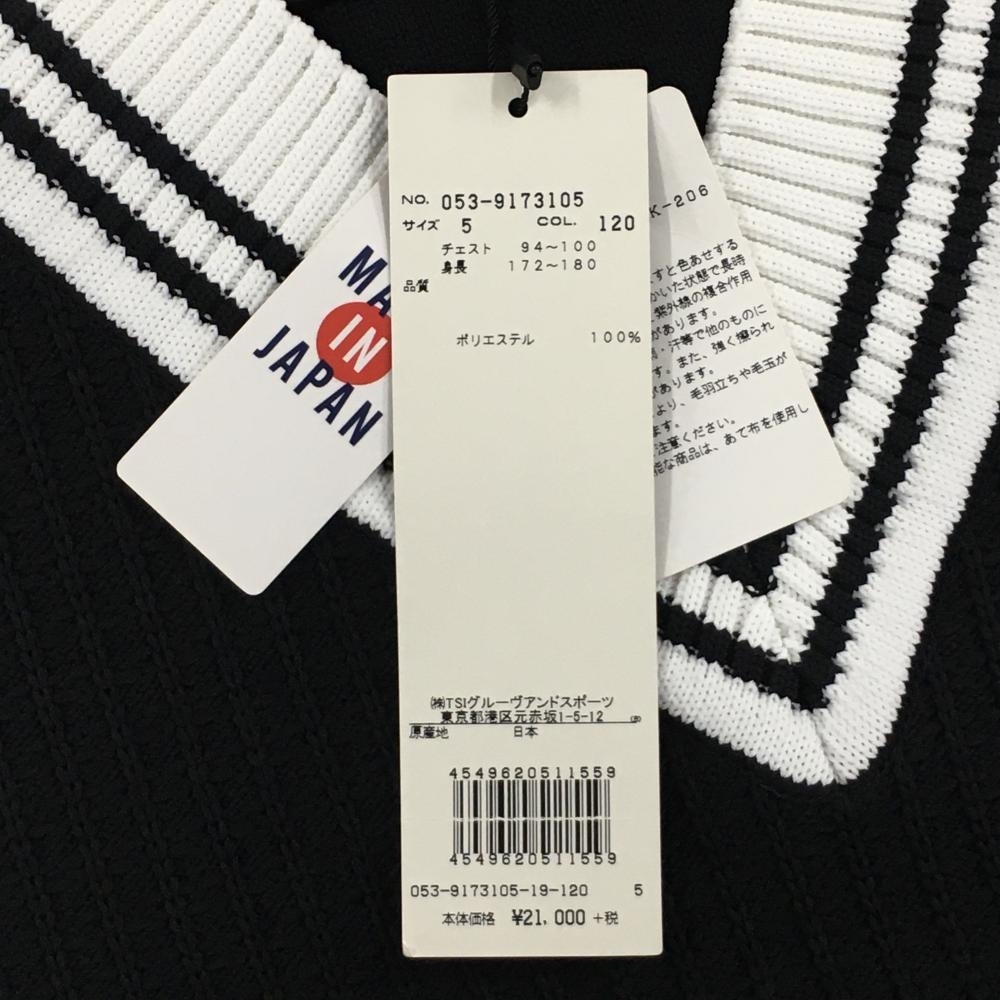 NO. 053-9173105
サイズ 5 COL. 120
チェスト 94~100
身長 172~180
品質
ポリエステル 100%
㈱TSIグルーヴアンドスポーツ
東京都港区元赤坂1-5-12
原産地 日本
4549620511559
4549620511559
053-9173105-19-120 5
本体価格 ¥21,000 +税
MA
IN
JAPAN
K-206
すと色あせする
かいた状態で長時
紫外線の複合作用
があります。
・汗等で他のものに
す。また、強く擦られ
があります。
より、毛羽立ちや毛玉が
ます。
注意ください。
能な商品は、あて布を使用し